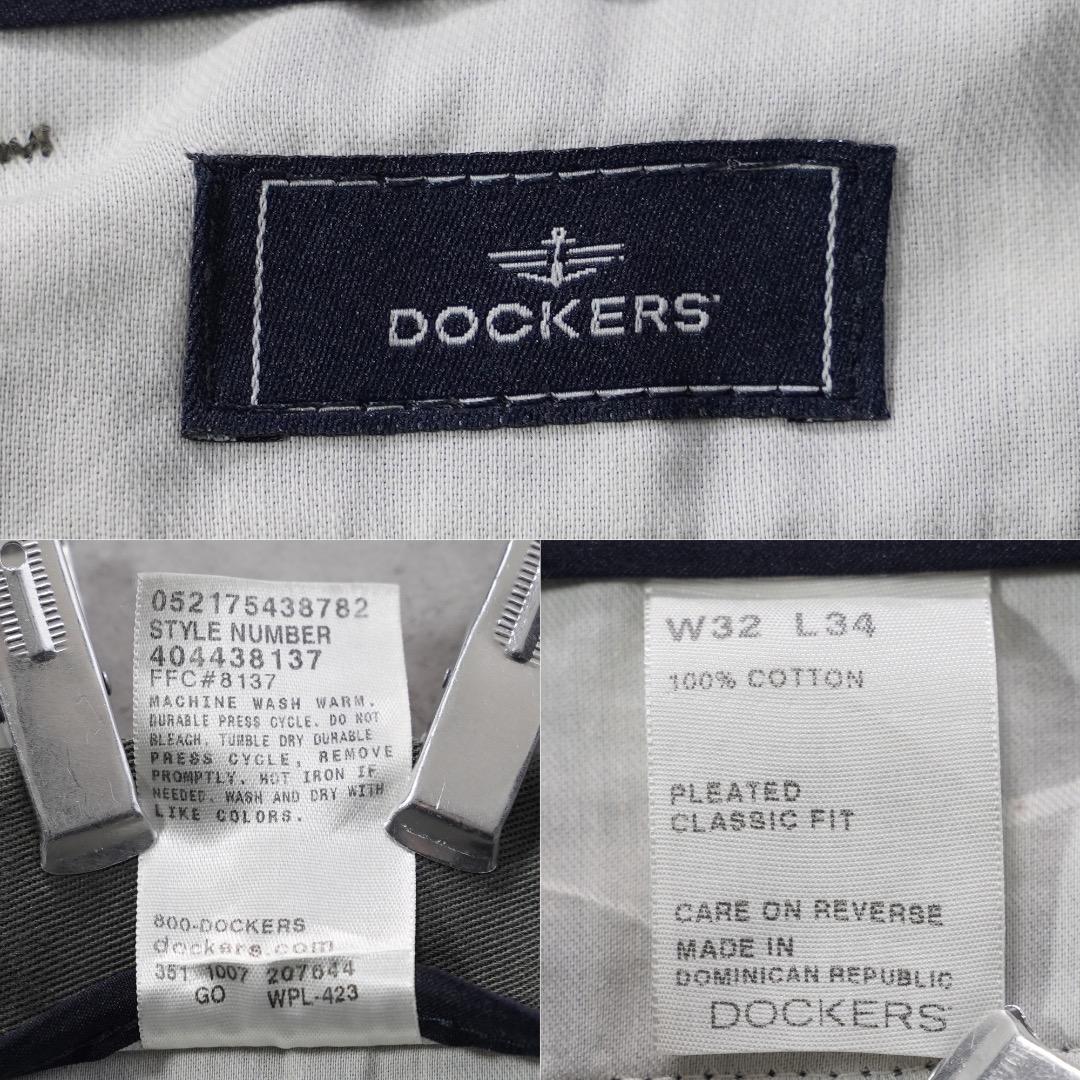 DOCKERS
052175438782
STYLE NUMBER
404438137
FFC#8137
MACHINE WASH WARM.
DURABLE PRESS CYCLE. DO NOT
BLEACH. TUMBLE DRY DURABLE
PRESS CYCLE, REMOVE
PROMPTLY. HOT IRON IF
NEEDED. WASH AND DRY WITH
LIKE COLORS.
800-DOCKERS
dockers.com
351 1007 207644
GO WPL-423
W32 L34
100% COTTON
PLEATED
CLASSIC FIT
CARE ON REVERSE
MADE IN
DOMINICAN REPUBLIC
DOCKERS